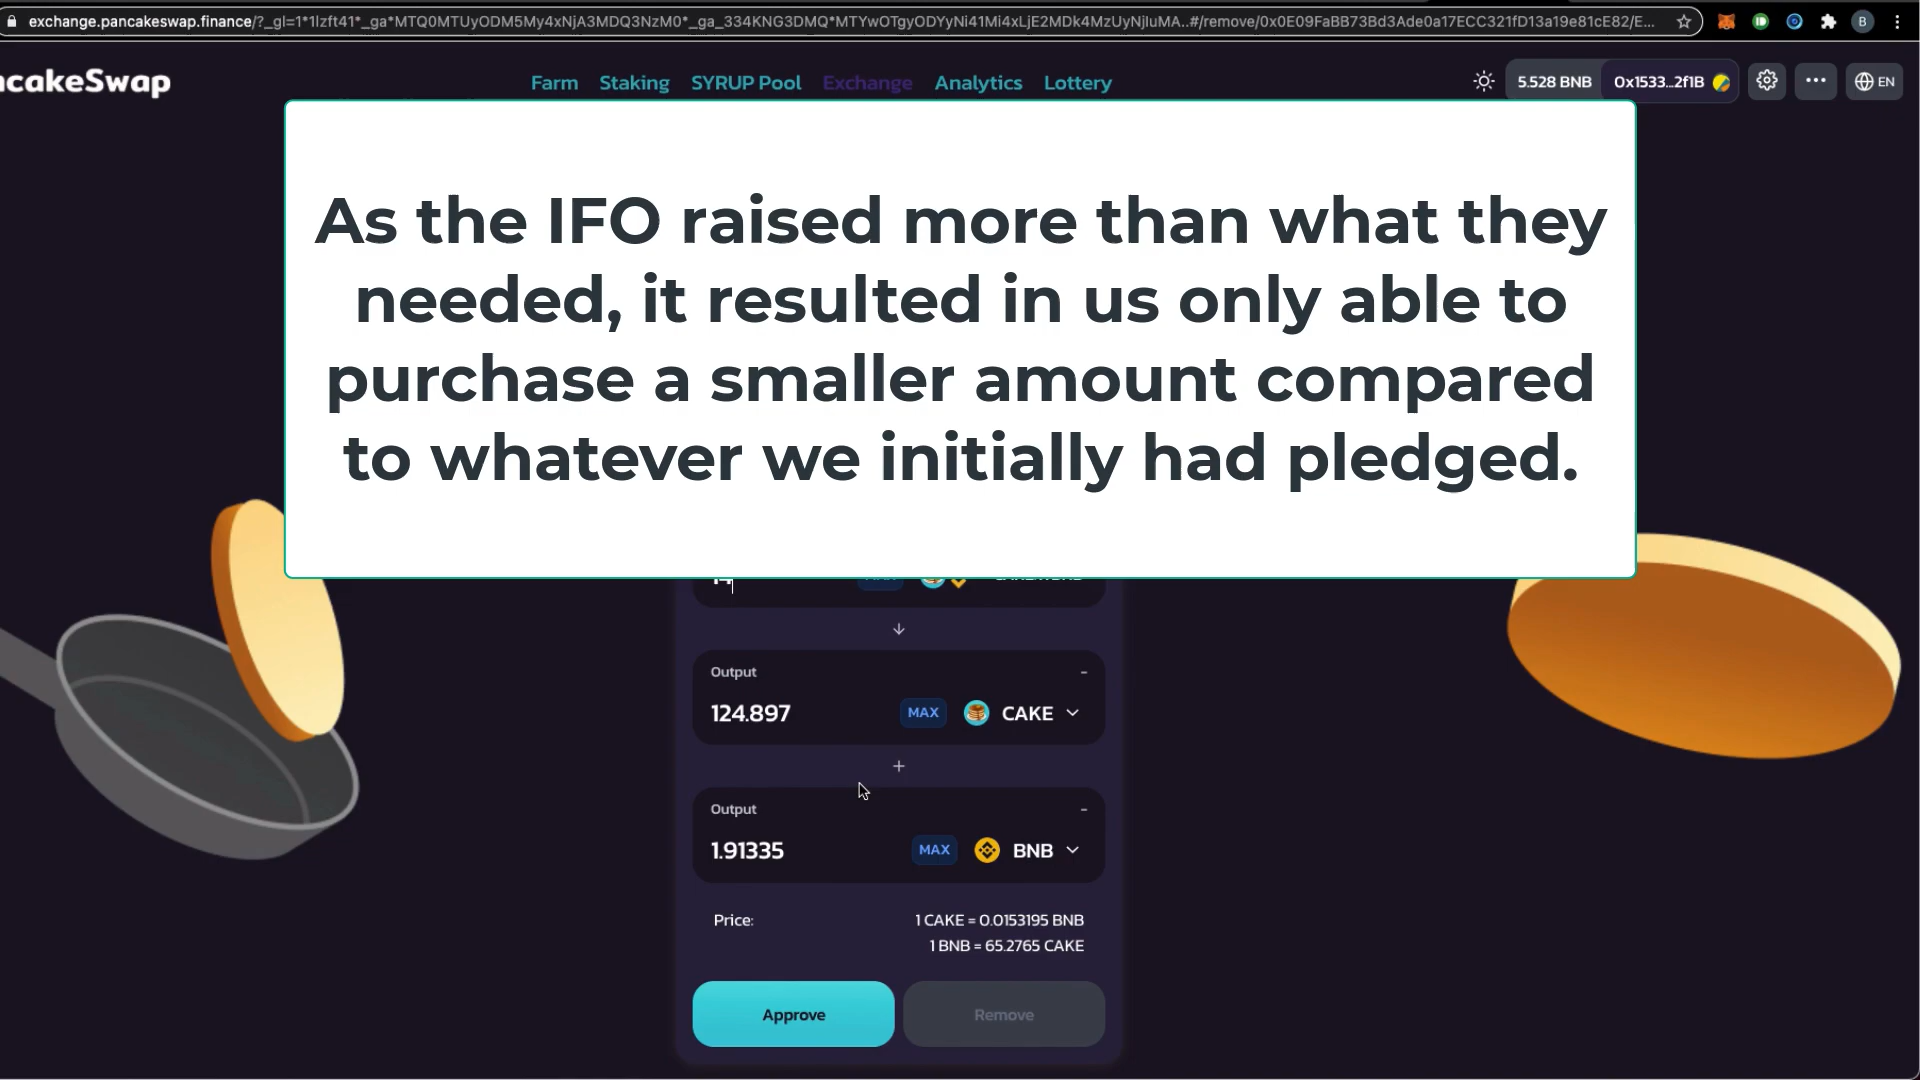 exchange.pancakeswap.finance/?_gl=1*1lzft41*_ga*MTQ0MTUyODM5My4xNjA3MDQ3NzM0*_ga_334KNG3DMQ*MTYwOTgyODYyNi41Mi4xLjE2MDk4MzUyNjIuMA..#/remove/0x0E09FaBB73Bd3Ade0a17ECC321fD13a19e81cE82/E...
B
ncakeSwap
Farm Staking SYRUP Pool Exchange Analytics Lottery
5.528 BNB 0x1533...2f1B EN
As the IFO raised more than what they
needed, it resulted in us only able to
purchase a smaller amount compared
to whatever we initially had pledged.
Output -
124.897 MAX CAKE
+
Output -
1.91335 MAX BNB
Price: 1 CAKE = 0.0153195 BNB
1 BNB = 65.2765 CAKE
Approve Remove